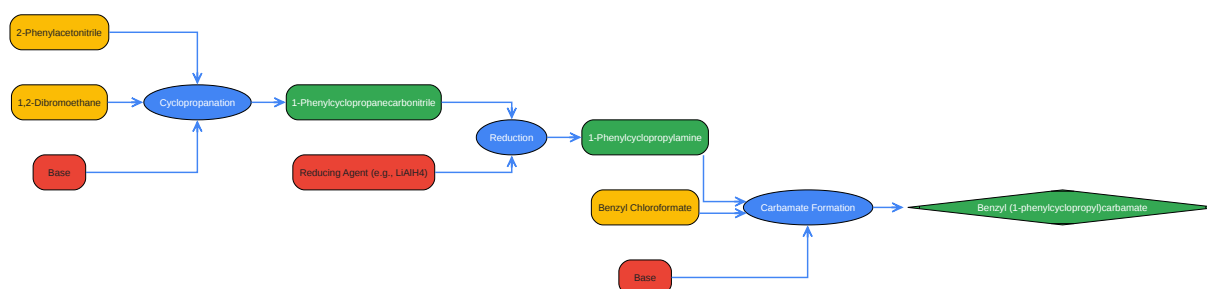 2-Phenylacetonitrile
1,2-Dibromoethane
Cyclopropanation
1-Phenylcyclopropanecarbonitrile
Base
Reducing Agent (e.g., LiAlH4)
Reduction
1-Phenylcyclopropylamine
Benzyl Chloroformate
Carbamate Formation
Benzyl (1-phenylcyclopropyl)carbamate
Base